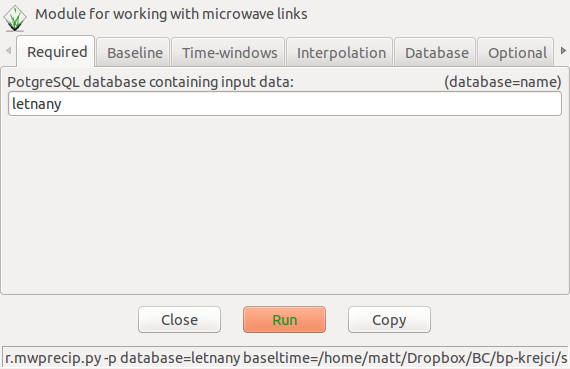 Module for working with microwave links
Required Baseline Time-windows Interpolation Database Optional
PotgreSQL database containing input data: (database=name)
letnany
Close Run Copy
r.mwprecip.py -p database=letnany baseltime=/home/matt/Dropbox/BC/bp-krejci/s